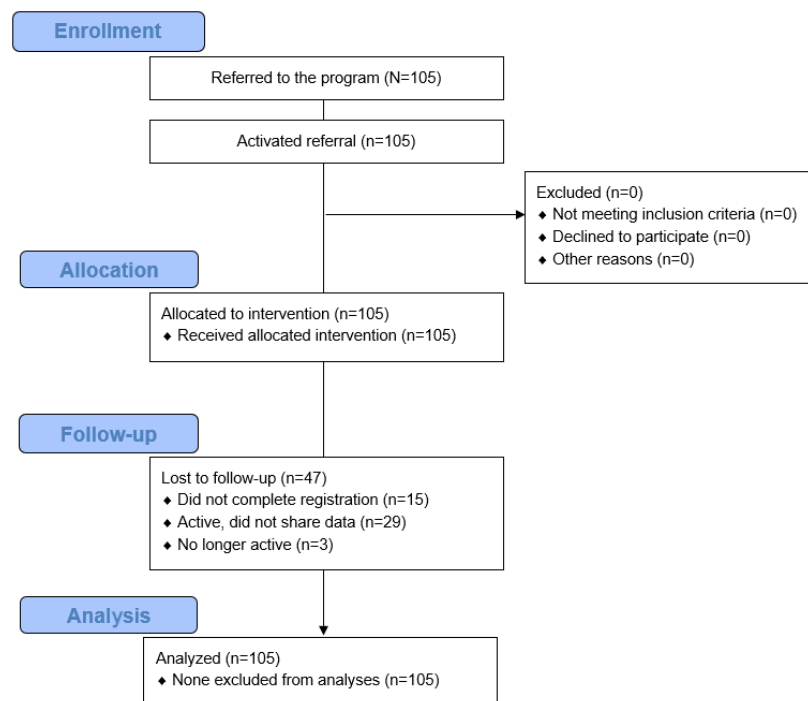 Enrollment
Referred to the program (N=105)
Activated referral (n=105)
Excluded (n=0)
♦ Not meeting inclusion criteria (n=0)
♦ Declined to participate (n=0)
♦ Other reasons (n=0)
Allocation
Allocated to intervention (n=105)
♦ Received allocated intervention (n=105)
Follow-up
Lost to follow-up (n=47)
♦ Did not complete registration (n=15)
♦ Active, did not share data (n=29)
♦ No longer active (n=3)
Analysis
Analyzed (n=105)
♦ None excluded from analyses (n=105)